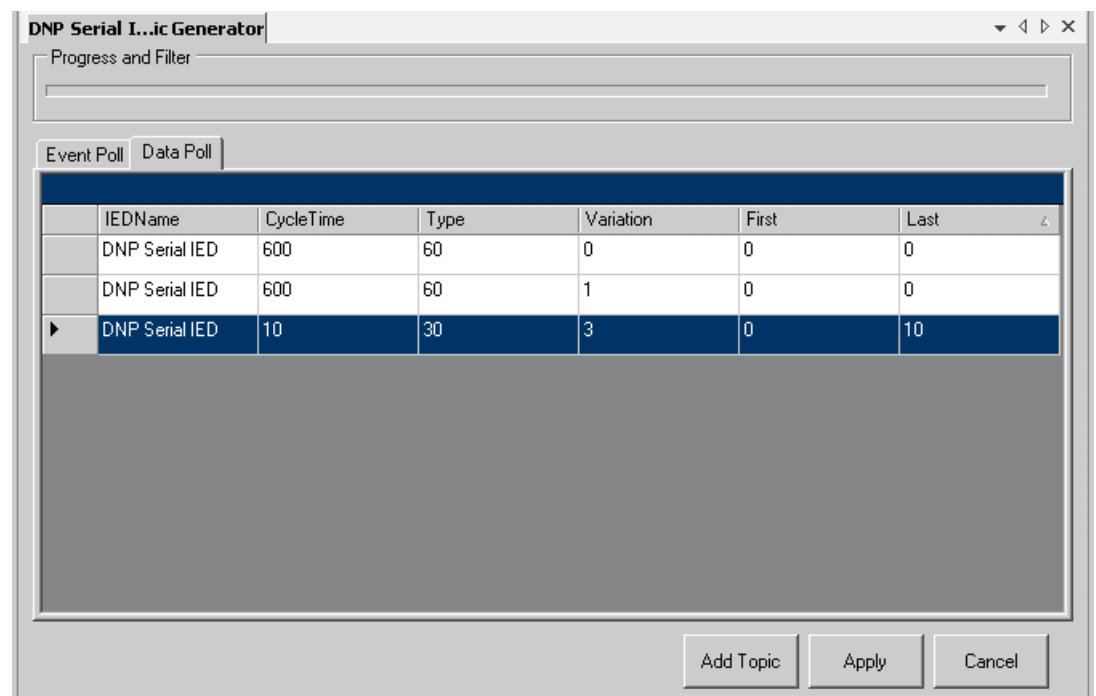 DNP Serial I...ic Generator
Progress and Filter
Event Poll Data Poll
IEDName CycleTime Type Variation First Last
DNP Serial IED 600 60 0 0 0
DNP Serial IED 600 60 1 0 0
DNP Serial IED 10 30 3 0 10
Add Topic Apply Cancel